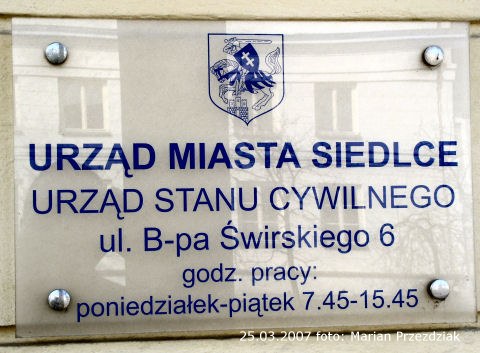 URZĄD MIASTA SIEDLCE
URZĄD STANU CYWILNEGO
ul. B-pa Świrskiego 6
godz. pracy:
poniedziałek-piątek 7.45-15.45
25.03.2007 foto: Marian Przezdziak